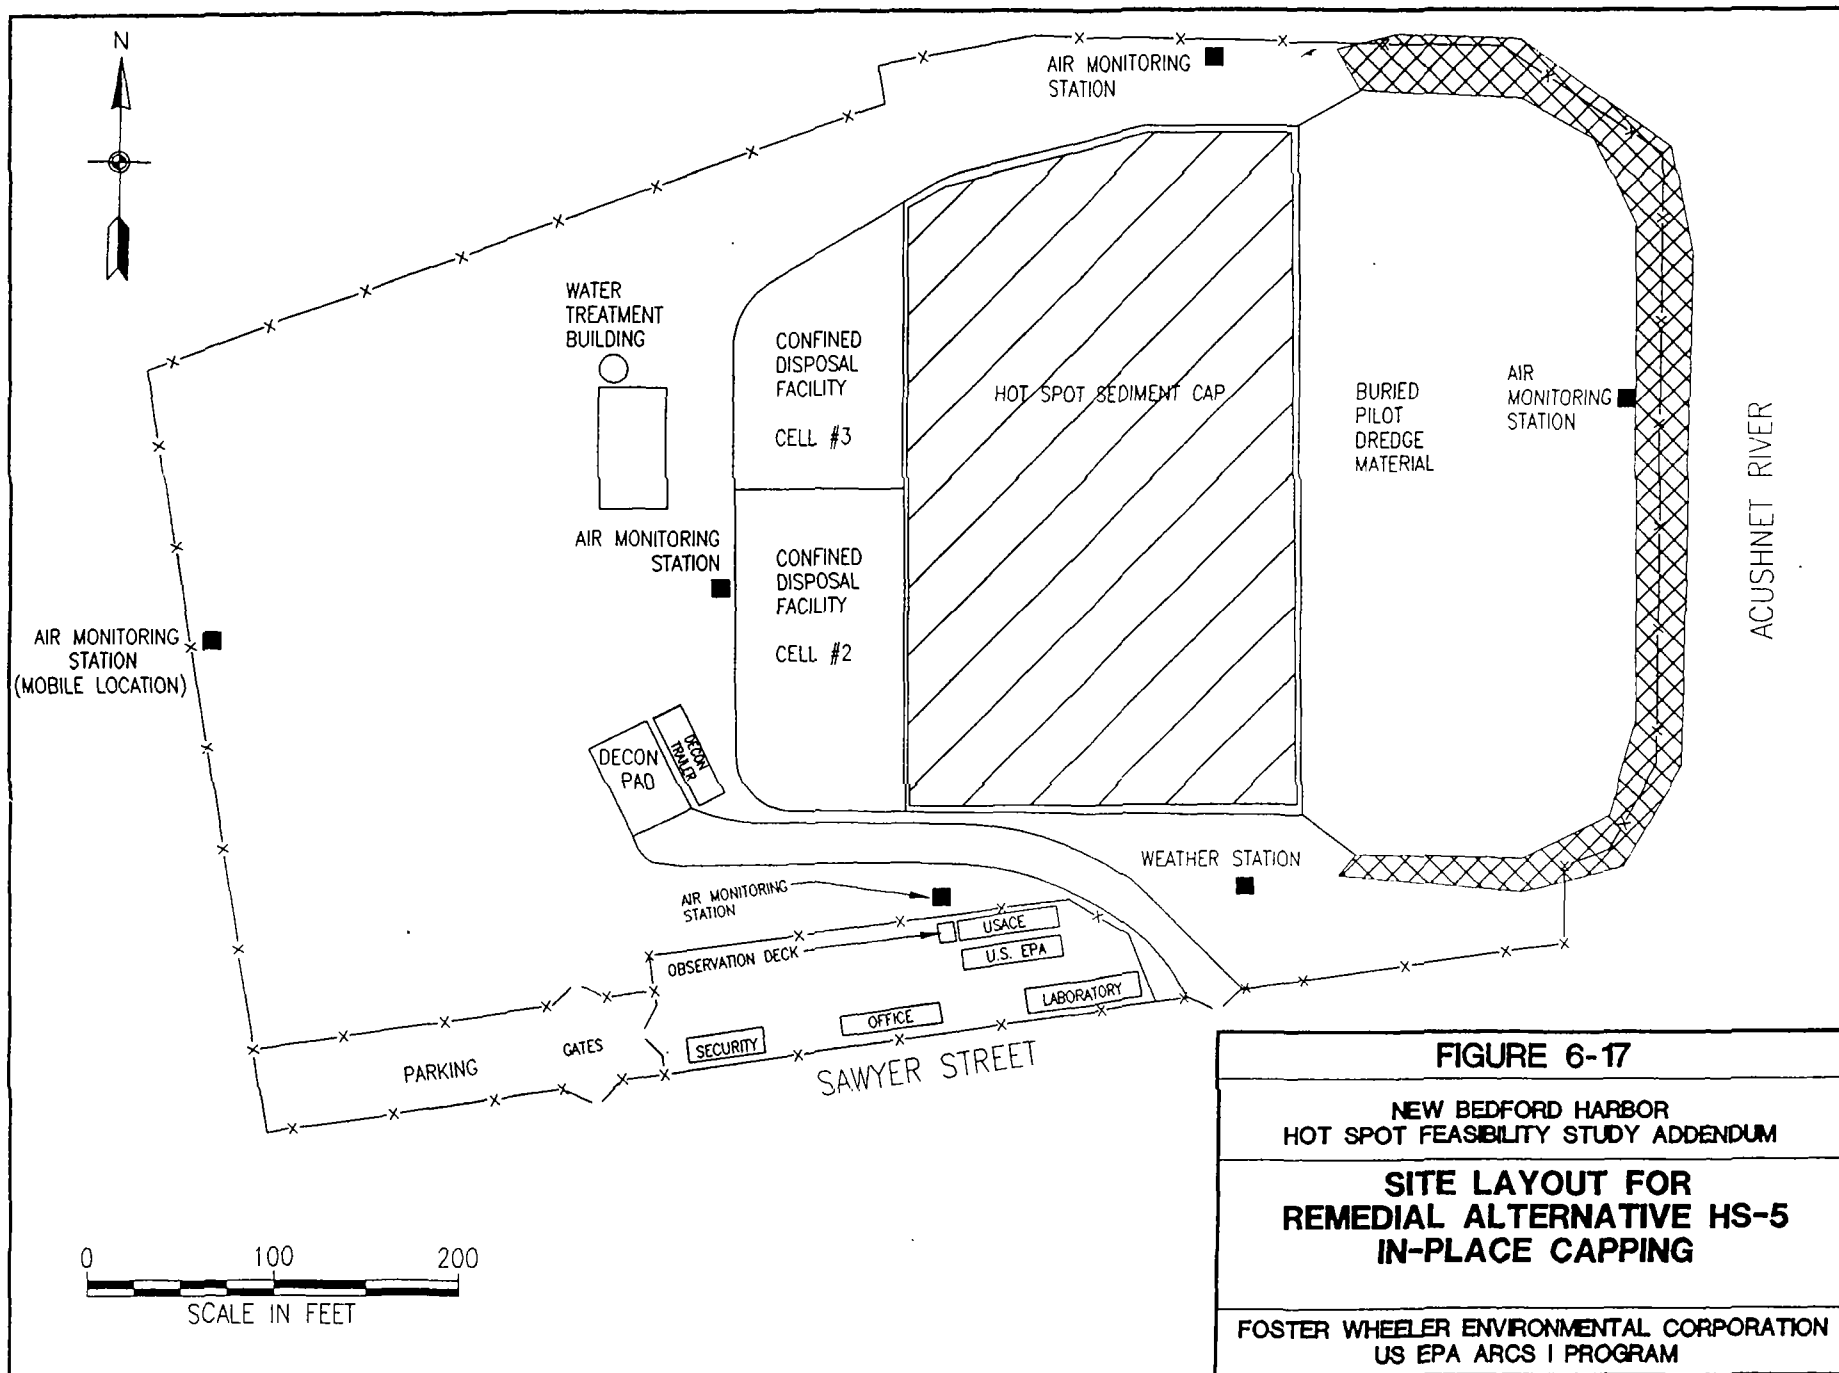 N
AIR MONITORING
STATION
WATER
TREATMENT
BUILDING
CONFINED
DISPOSAL
FACILITY
CELL #3
HOT SPOT SEDIMENT CAP
BURIED
PILOT
DREDGE
MATERIAL
AIR
MONITORING
STATION
ACUSHNET RIVER
AIR MONITORING
STATION
CONFINED
DISPOSAL
FACILITY
CELL #2
AIR MONITORING
STATION
(MOBILE LOCATION)
DECON
PAD
DECON
TRAILER
WEATHER STATION
AIR MONITORING
STATION
USACE
OBSERVATION DECK
U.S. EPA
LABORATORY
OFFICE
SECURITY
GATES
PARKING
SAWYER STREET
0 100 200
SCALE IN FEET
FIGURE 6-17
NEW BEDFORD HARBOR
HOT SPOT FEASIBILITY STUDY ADDENDUM
SITE LAYOUT FOR
REMEDIAL ALTERNATIVE HS-5
IN-PLACE CAPPING
FOSTER WHEELER ENVIRONMENTAL CORPORATION
US EPA ARCS I PROGRAM